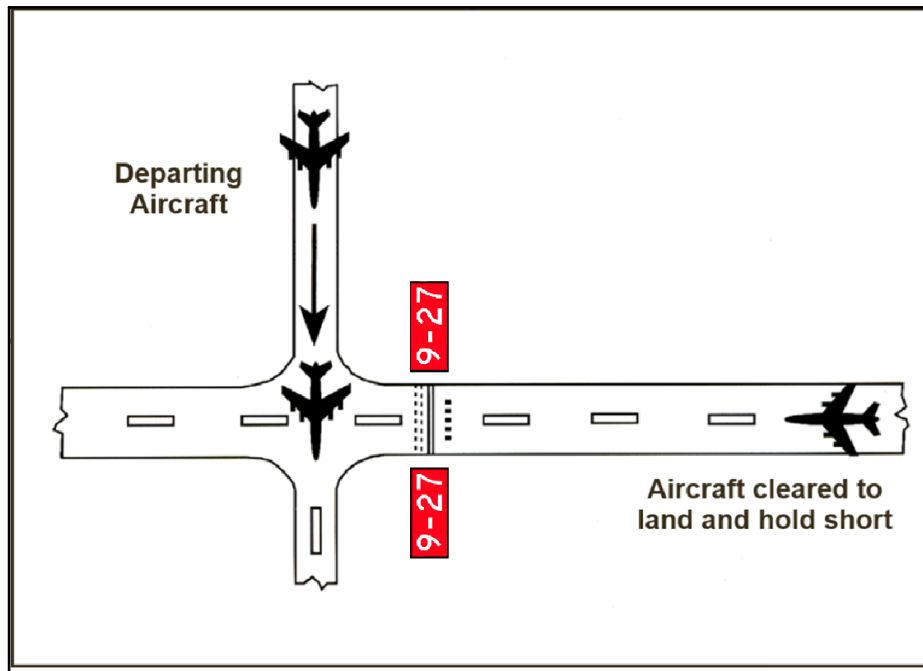 Departing
Aircraft
9-27
9-27
Aircraft cleared to
land and hold short